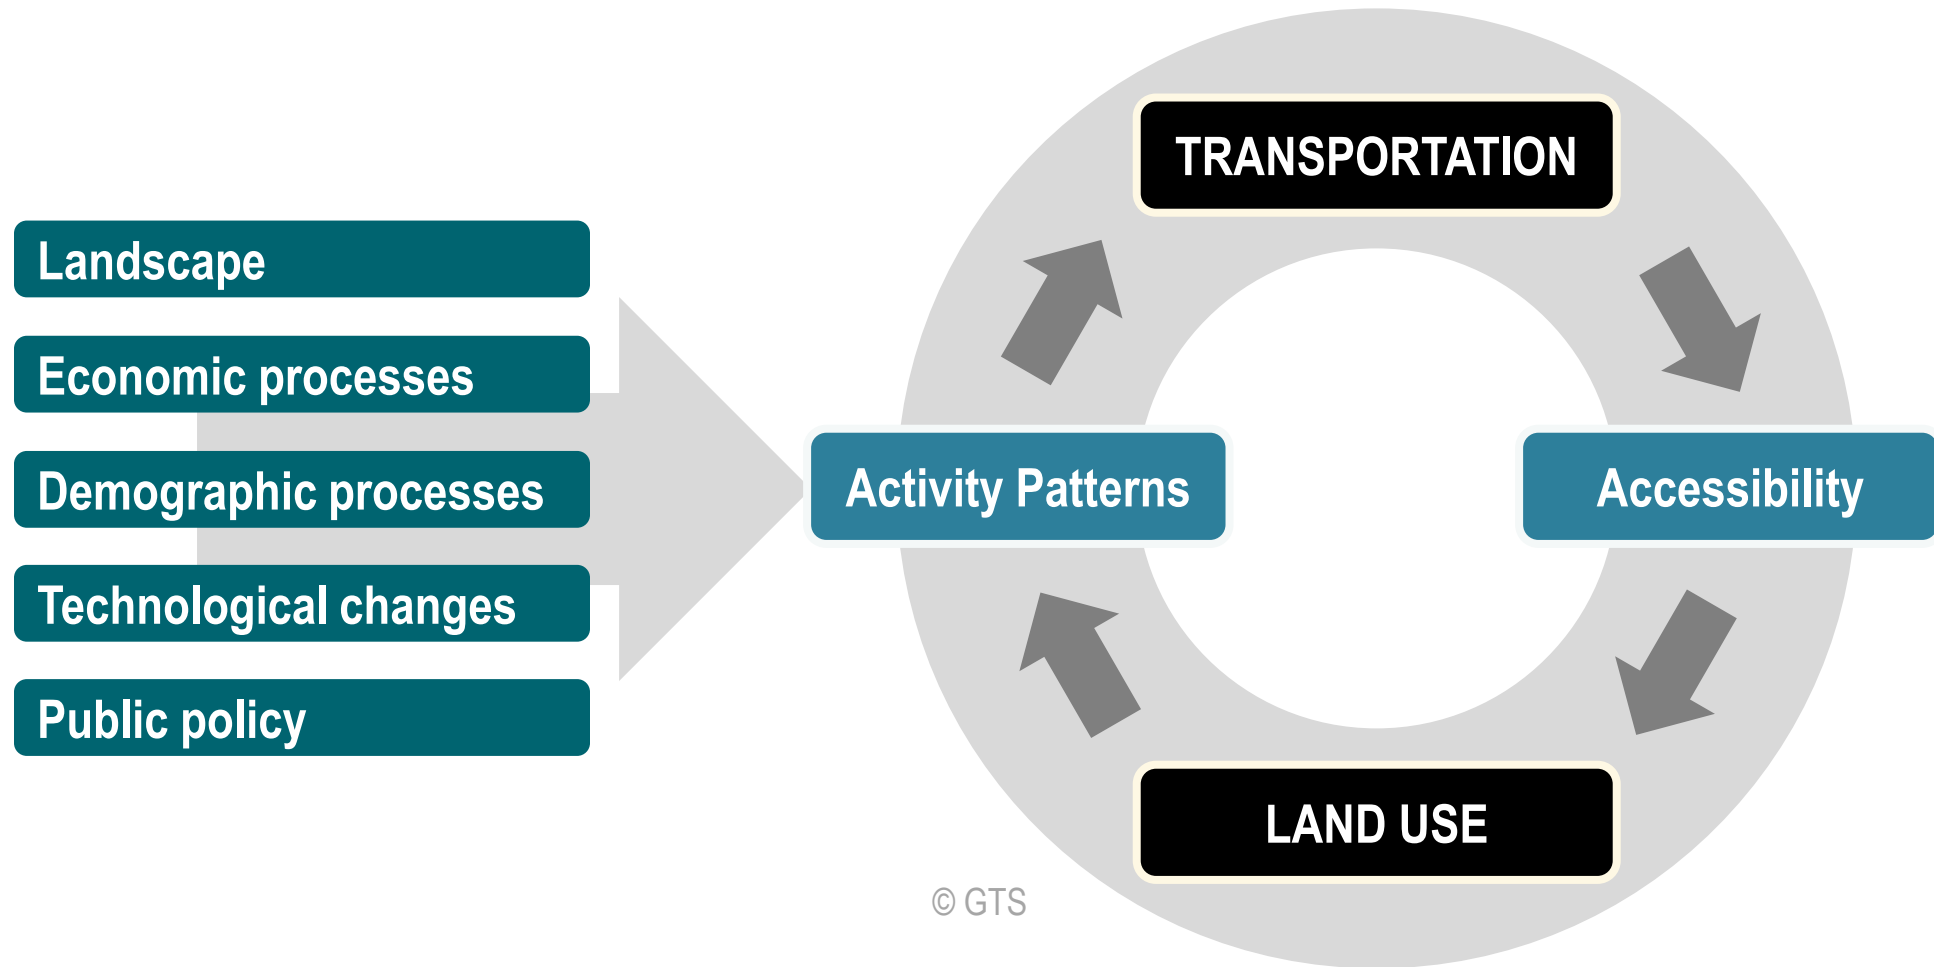 Landscape
Economic processes
Demographic processes
Technological changes
Public policy
TRANSPORTATION
Activity Patterns
Accessibility
LAND USE
© GTS